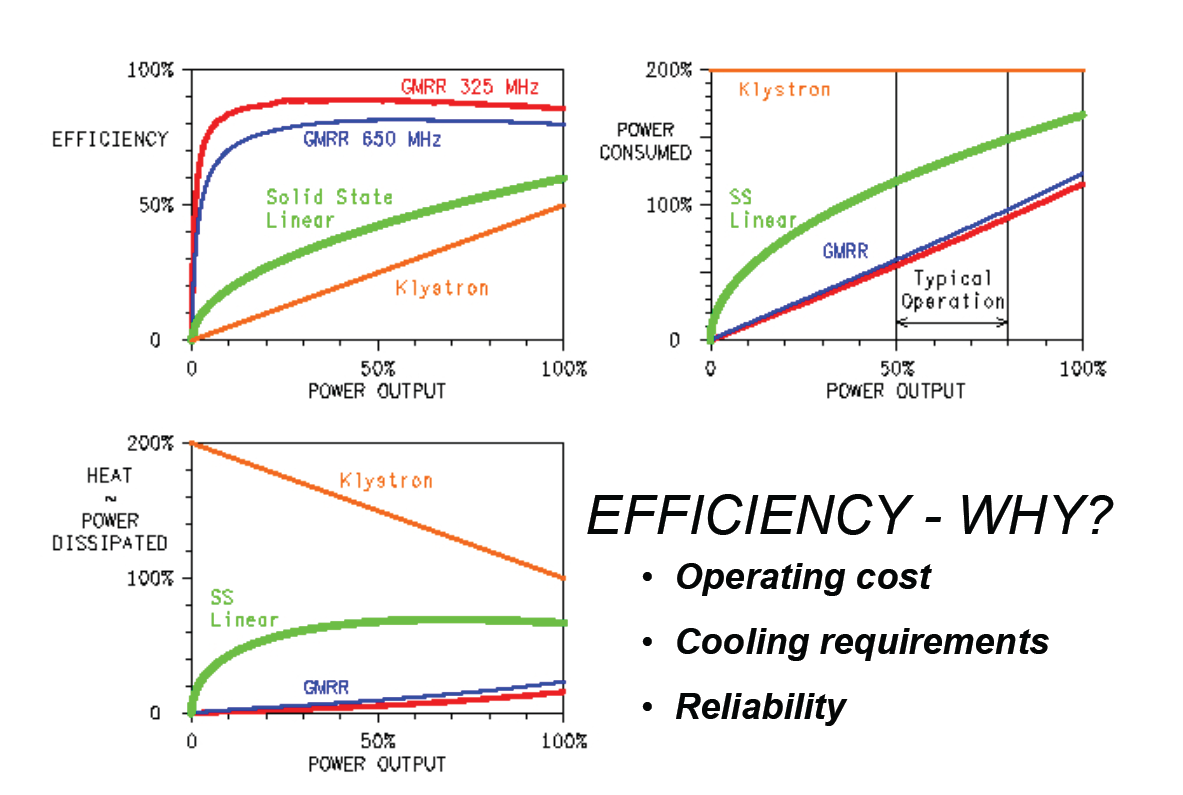 100%
GMRR 325 MHz
EFFICIENCY
GMRR 650 MHz
Solid State
Linear
50%
Klystron
0
0
50%
100%
POWER OUTPUT
200%
Klystron
POWER
CONSUMED
SS
Linear
100%
GMRR
Typical
Operation
0
0
50%
100%
POWER OUTPUT
200%
HEAT
~
POWER
DISSIPATED
Klystron
100%
SS
Linear
GMRR
0
0
50%
100%
POWER OUTPUT
EFFICIENCY - WHY?
• Operating cost
• Cooling requirements
• Reliability